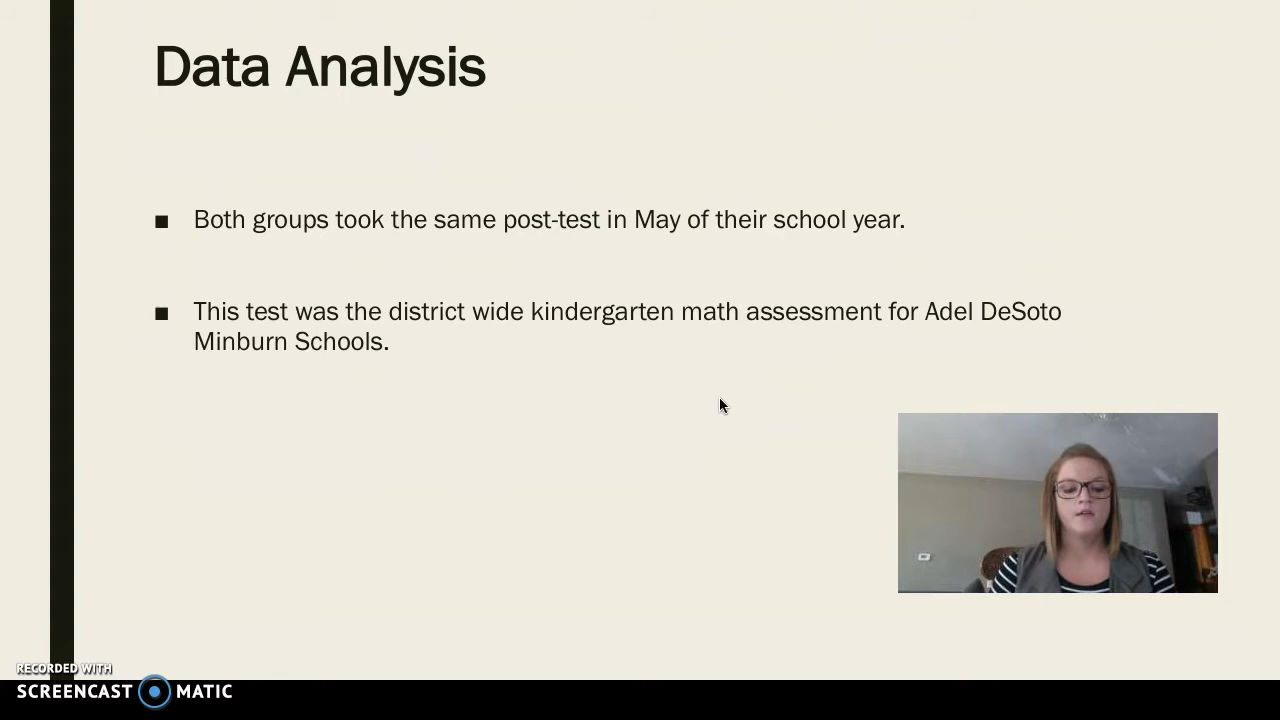 Data Analysis
■ Both groups took the same post-test in May of their school year.
■ This test was the district wide kindergarten math assessment for Adel DeSoto
Minburn Schools.
RECORDED WITH
SCREENCAST MATIC